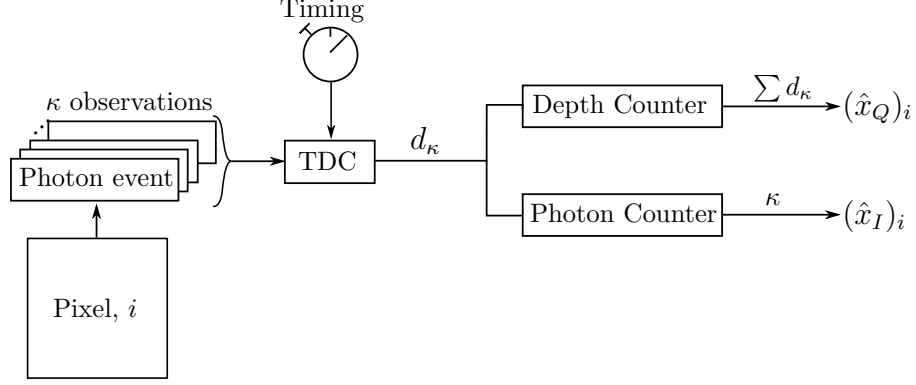 Timing
κ observations
Photon event
Pixel, i
TDC
d_κ
Depth Counter
∑ d_κ
(x̂_Q)_i
Photon Counter
κ
(x̂_I)_i